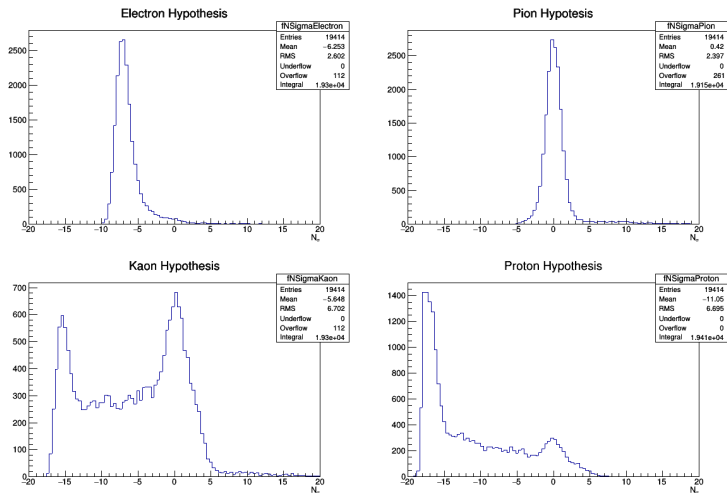 Electron Hypothesis
fNSigmaElectron
Entries 19414
Mean −6.253
RMS 2.602
Underflow 0
Overflow 112
Integral 1.93e+04
2500
2000
1500
1000
500
0
−20 −15 −10 −5 0 5 10 15 20
Nσ
Pion Hypothesis
fNSigmaPion
Entries 19414
Mean 0.42
RMS 2.397
Underflow 0
Overflow 261
Integral 1.915e+04
2500
2000
1500
1000
500
0
−20 −15 −10 −5 0 5 10 15 20
Nσ
Kaon Hypothesis
fNSigmaKaon
Entries 19414
Mean −5.648
RMS 6.702
Underflow 0
Overflow 112
Integral 1.93e+04
700
600
500
400
300
200
100
0
−20 −15 −10 −5 0 5 10 15 20
Nσ
Proton Hypothesis
fNSigmaProton
Entries 19414
Mean −11.05
RMS 6.695
Underflow 0
Overflow 0
Integral 1.941e+04
1400
1200
1000
800
600
400
200
0
−20 −15 −10 −5 0 5 10 15 20
Nσ